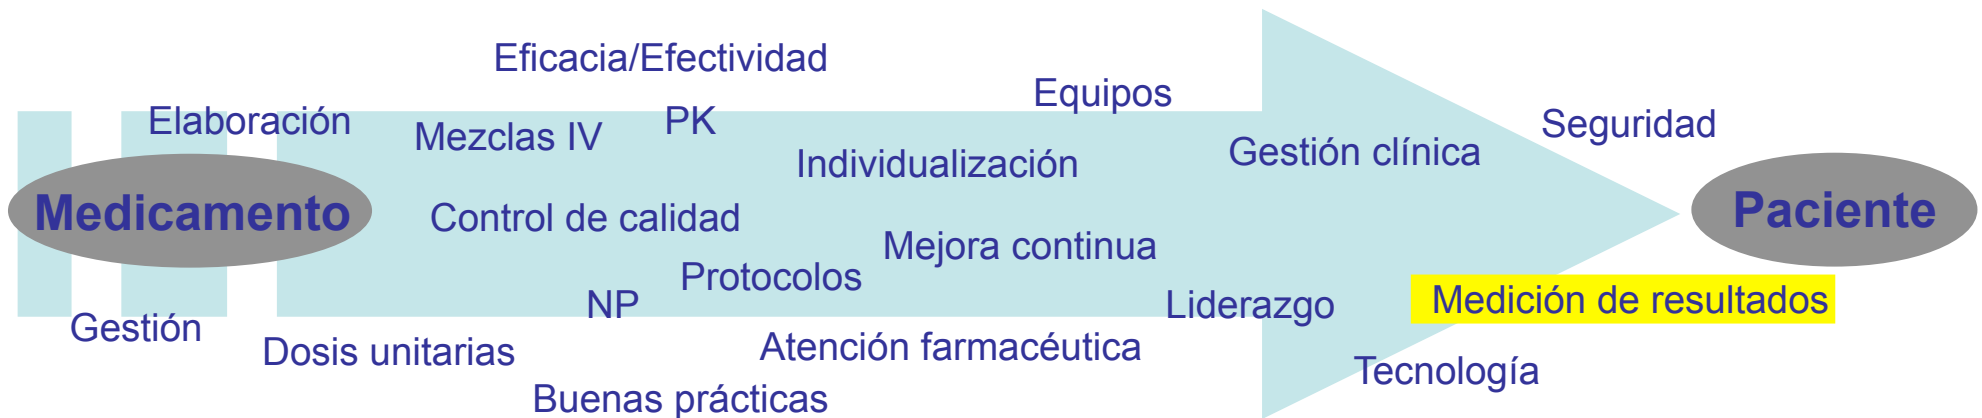 Eficacia/Efectividad
Equipos
Elaboración
Mezclas IV
PK
Seguridad
Individualización
Gestión clínica
Medicamento
Control de calidad
Paciente
Mejora continua
Protocolos
NP
Liderazgo
Medición de resultados
Gestión
Dosis unitarias
Atención farmacéutica
Tecnología
Buenas prácticas